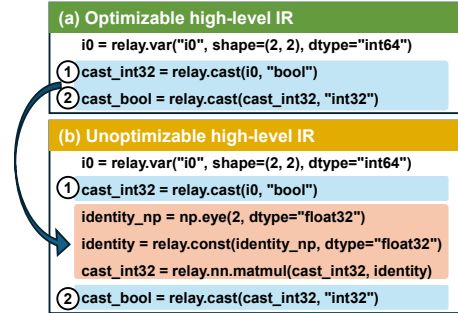 (a) Optimizable high-level IR
i0 = relay.var("i0", shape=(2, 2), dtype="int64")
1 cast_int32 = relay.cast(i0, "bool")
2 cast_bool = relay.cast(cast_int32, "int32")
(b) Unoptimizable high-level IR
i0 = relay.var("i0", shape=(2, 2), dtype="int64")
1 cast_int32 = relay.cast(i0, "bool")
identity_np = np.eye(2, dtype="float32")
identity = relay.const(identity_np, dtype="float32")
cast_int32 = relay.nn.matmul(cast_int32, identity)
2 cast_bool = relay.cast(cast_int32, "int32")